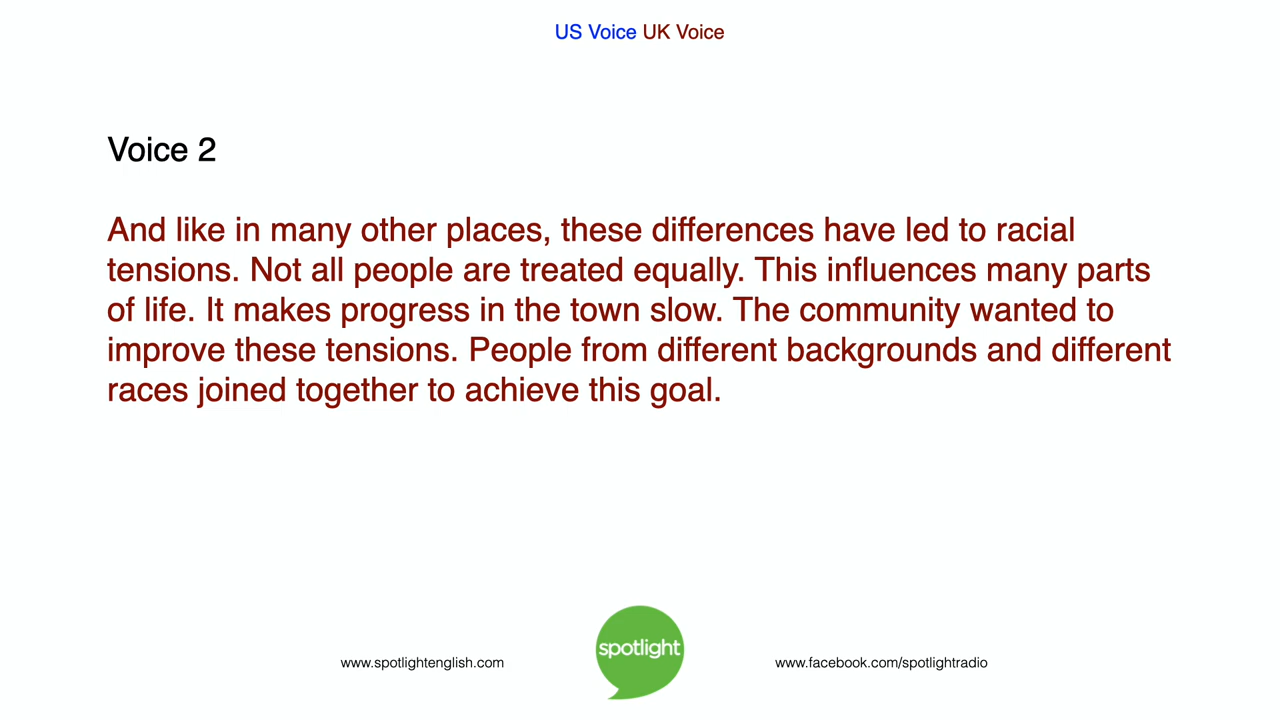 US Voice UK Voice
Voice 2
And like in many other places, these differences have led to racial
tensions. Not all people are treated equally. This influences many parts
of life. It makes progress in the town slow. The community wanted to
improve these tensions. People from different backgrounds and different
races joined together to achieve this goal.
www.spotlightenglish.com
spotlight
www.facebook.com/spotlightradio